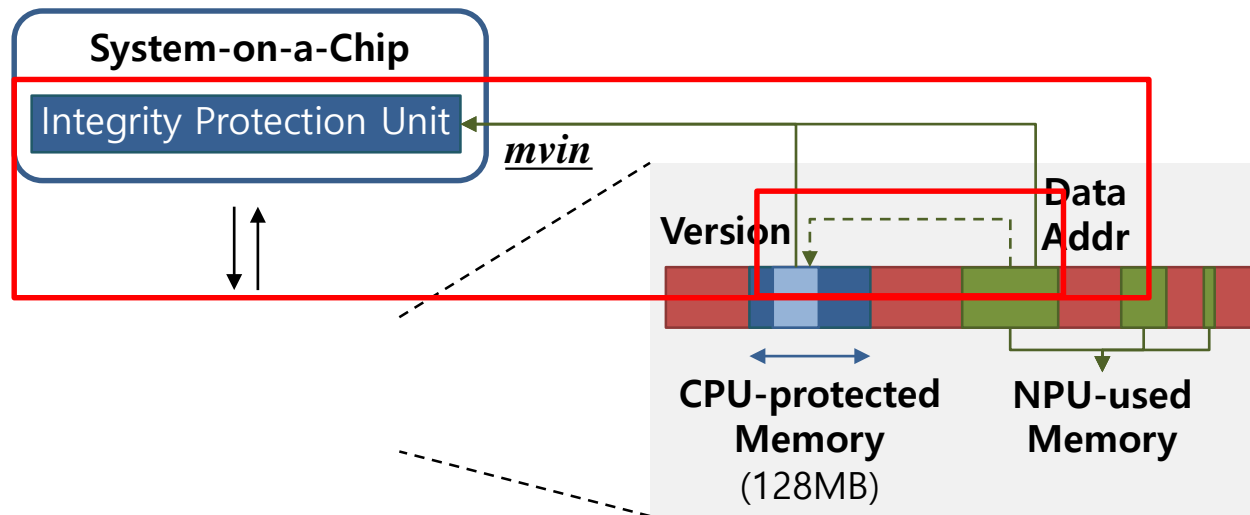 System-on-a-Chip
Integrity Protection Unit
mvin
Version
Data
Addr
CPU-protected
Memory
(128MB)
NPU-used
Memory